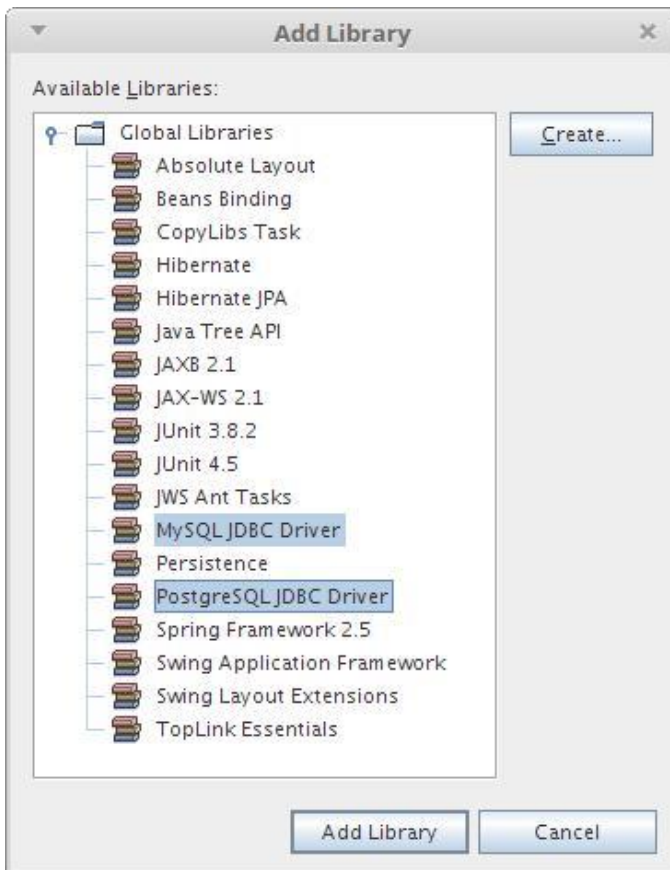 Add Library
Available Libraries:
Global Libraries
Create...
Absolute Layout
Beans Binding
CopyLibs Task
Hibernate
Hibernate JPA
Java Tree API
JAXB 2.1
JAX-WS 2.1
JUnit 3.8.2
JUnit 4.5
JWS Ant Tasks
MySQL JDBC Driver
Persistence
PostgreSQL JDBC Driver
Spring Framework 2.5
Swing Application Framework
Swing Layout Extensions
TopLink Essentials
Add Library
Cancel